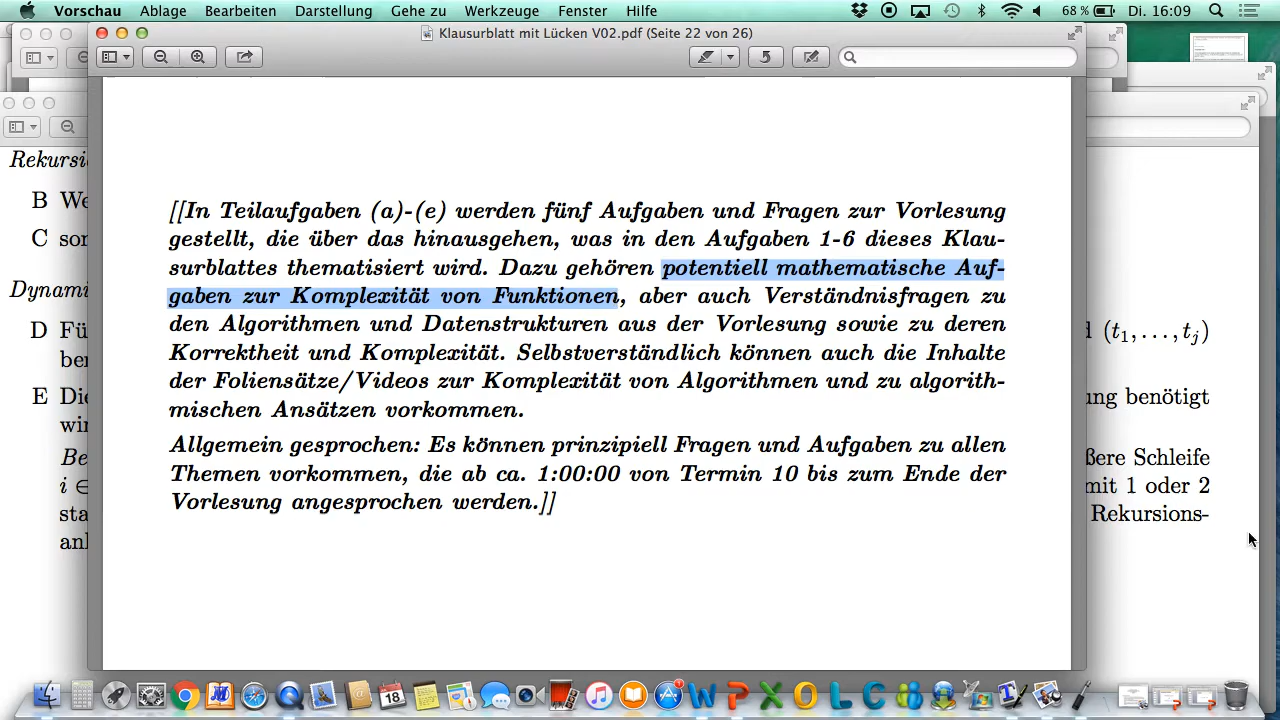 Vorschau Ablage Bearbeiten Darstellung Gehe zu Werkzeuge Fenster Hilfe 68 % Di. 16:09
Klausurblatt mit Lücken V02.pdf (Seite 22 von 26)
[[In Teilaufgaben (a)-(e) werden fünf Aufgaben und Fragen zur Vorlesung
gestellt, die über das hinausgehen, was in den Aufgaben 1-6 dieses Klau-
surblattes thematisiert wird. Dazu gehören potentiell mathematische Auf-
gaben zur Komplexität von Funktionen, aber auch Verständnisfragen zu
den Algorithmen und Datenstrukturen aus der Vorlesung sowie zu deren
Korrektheit und Komplexität. Selbstverständlich können auch die Inhalte
der Foliensätze/Videos zur Komplexität von Algorithmen und zu algorith-
mischen Ansätzen vorkommen.
Allgemein gesprochen: Es können prinzipiell Fragen und Aufgaben zu allen
Themen vorkommen, die ab ca. 1:00:00 von Termin 10 bis zum Ende der
Vorlesung angesprochen werden.]]
Rekursi
B We
C son
Dynami
D Fü
ber
E Die
wir
Be
i ∈
sta
anl
d (t₁, . . . , tⱼ)
ung benötigt
ßere Schleife
mit 1 oder 2
Rekursions-
18